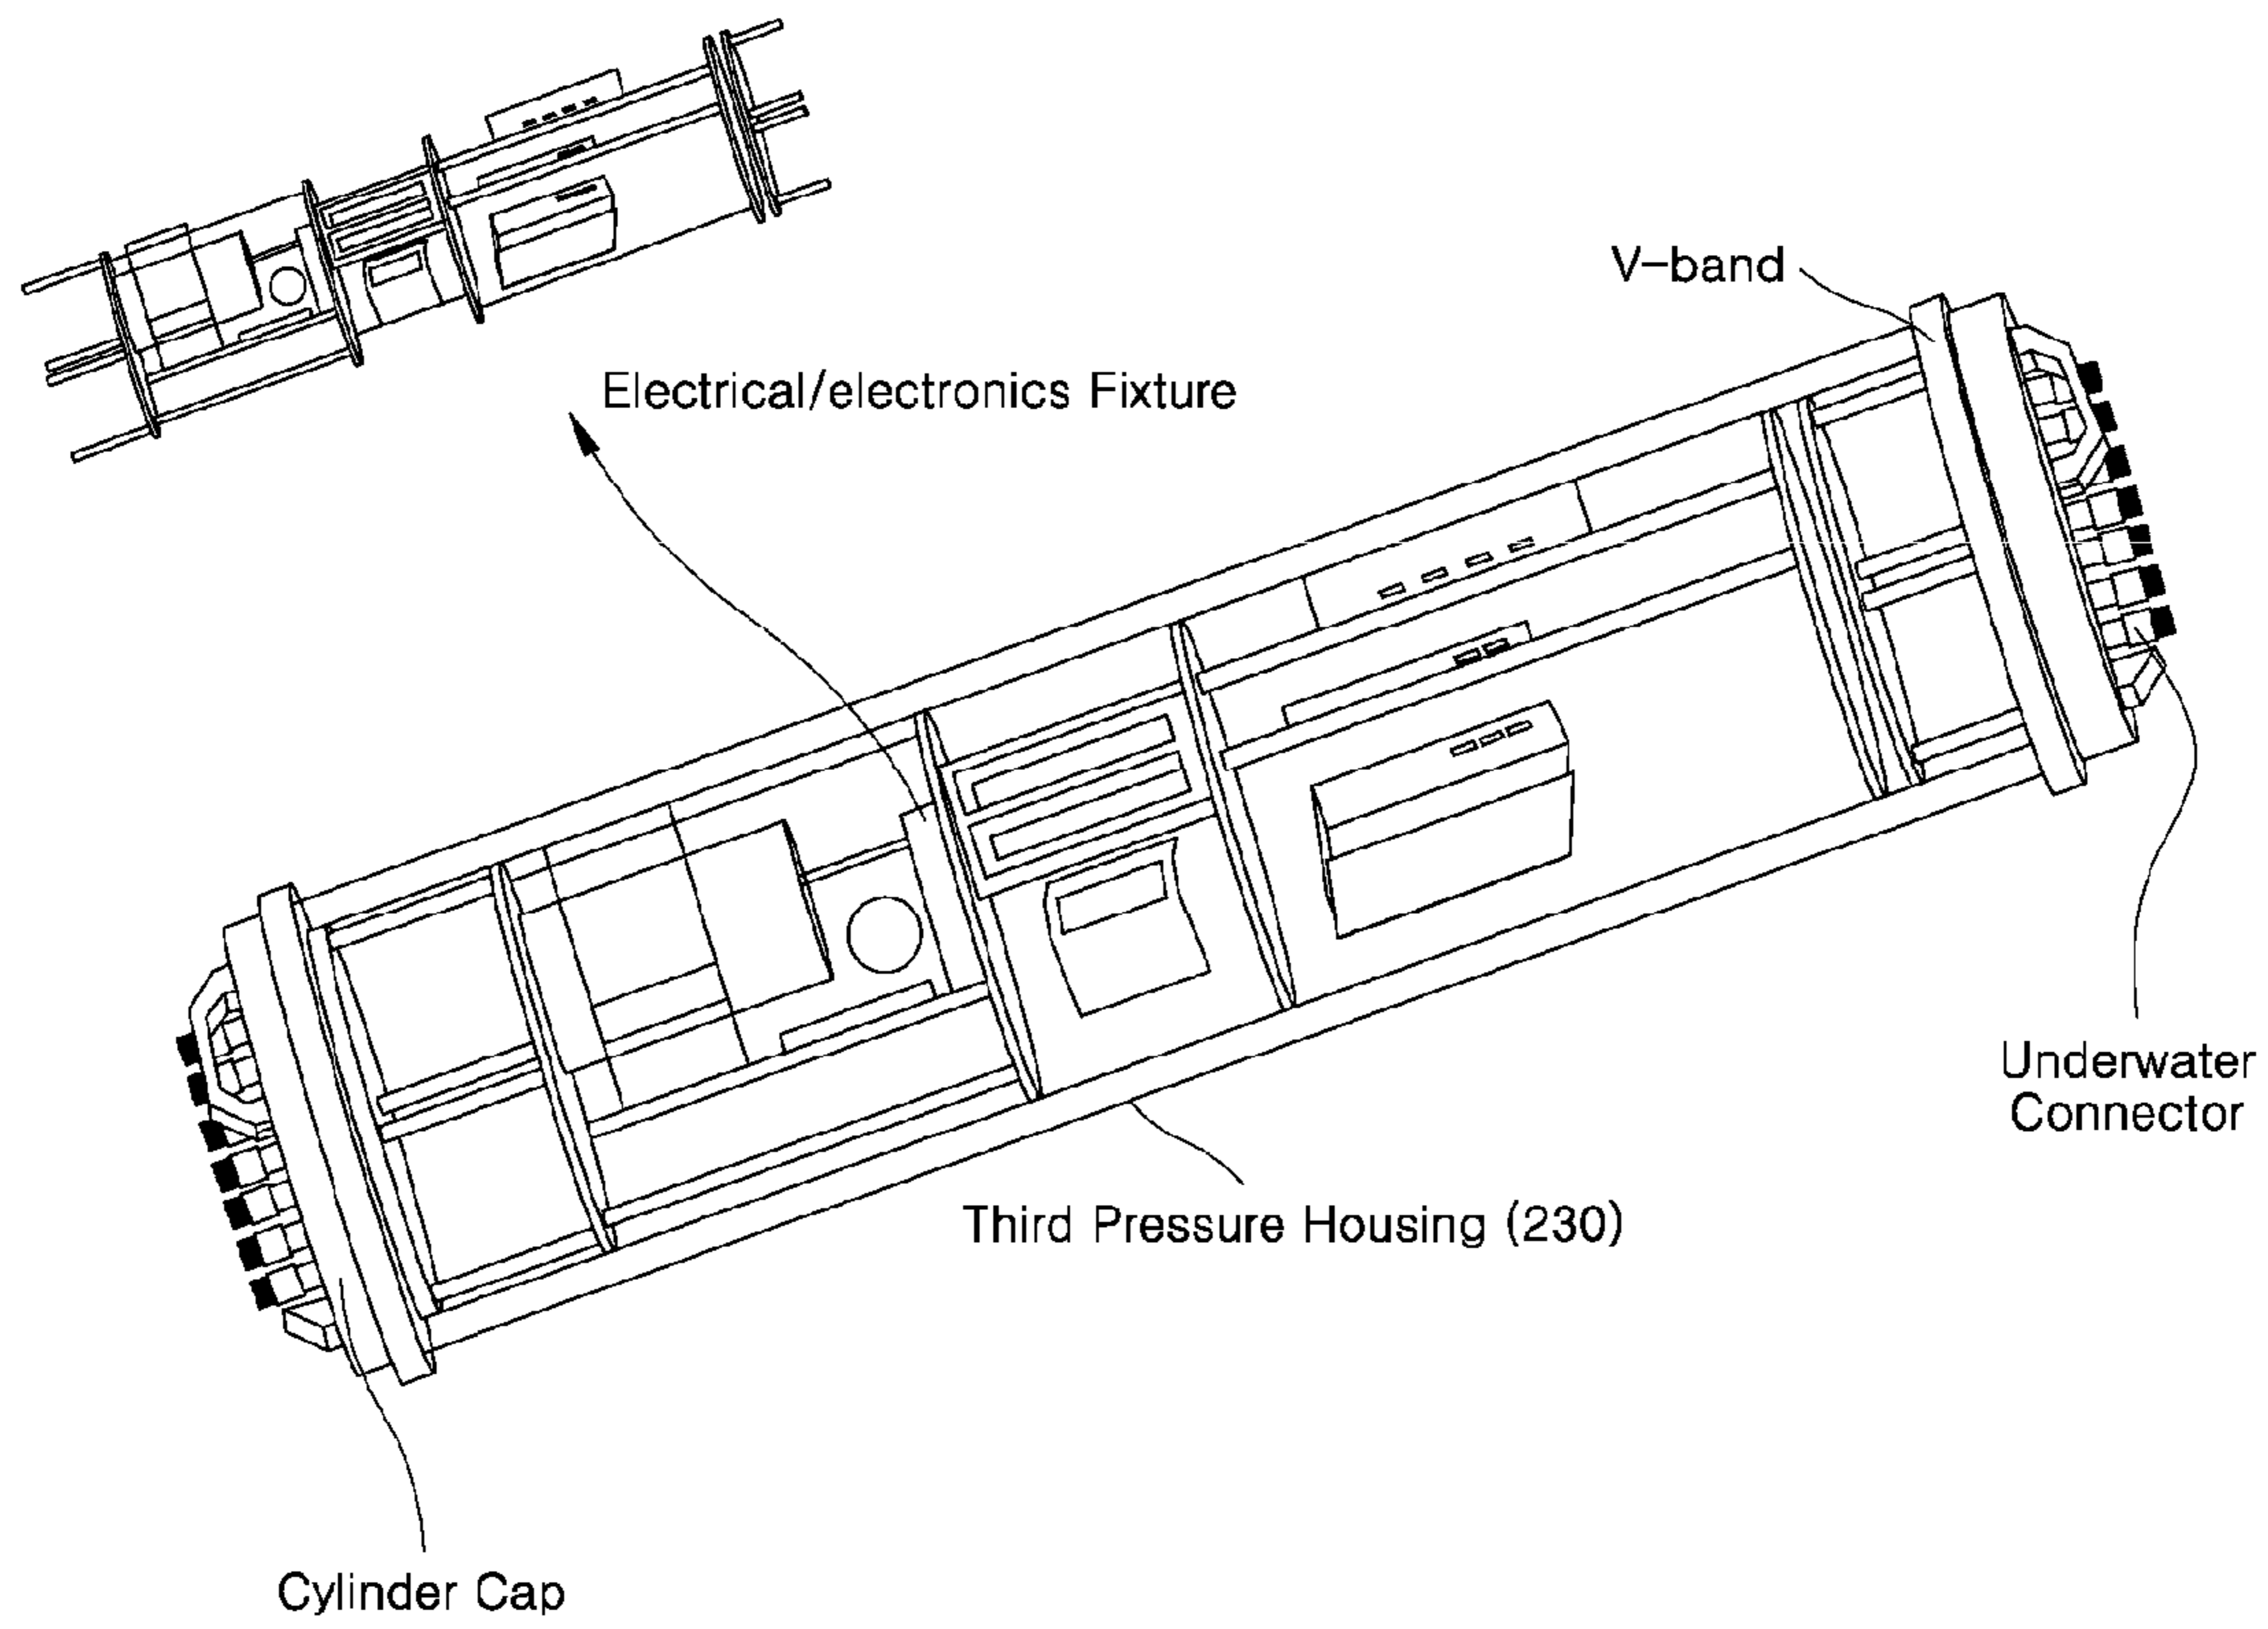 V-band
Electrical/electronics Fixture
Underwater
Connector
Third Pressure Housing (230)
Cylinder Cap